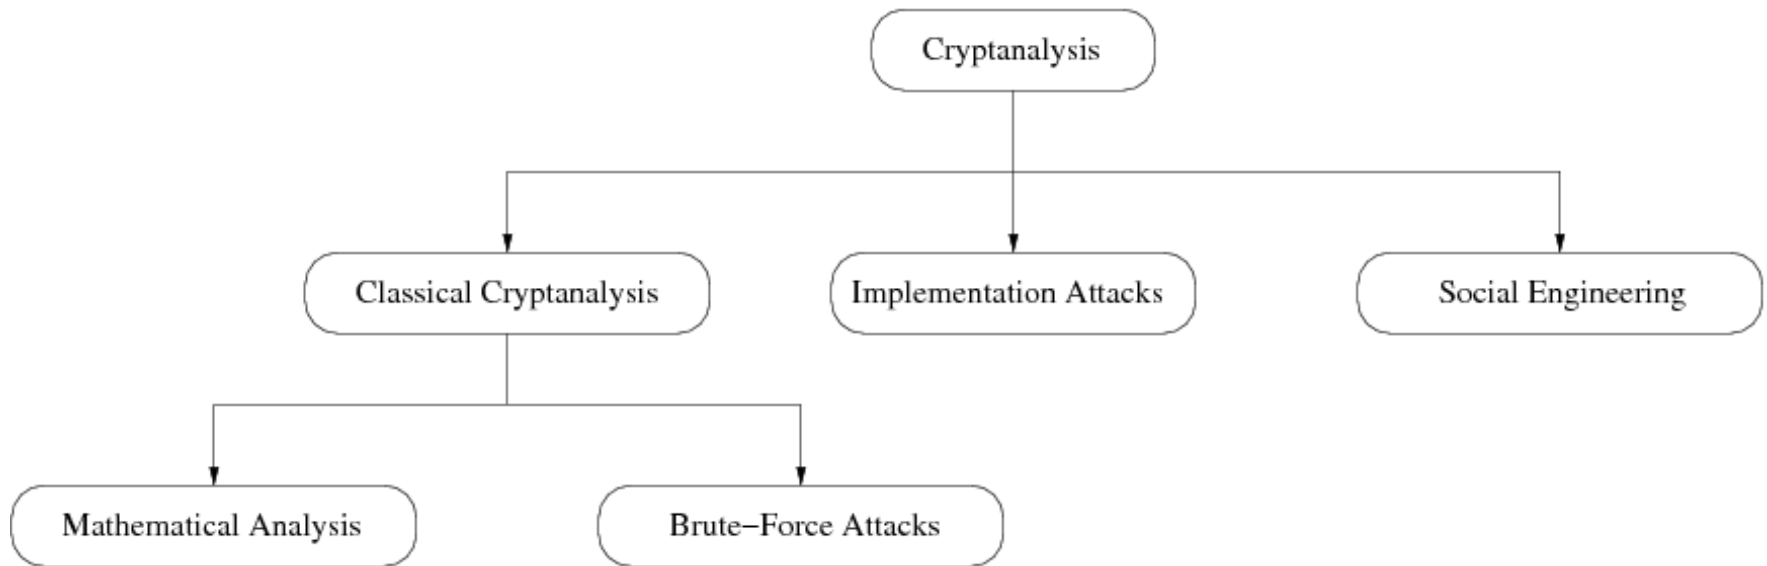 Cryptanalysis
Classical Cryptanalysis
Implementation Attacks
Social Engineering
Mathematical Analysis
Brute−Force Attacks